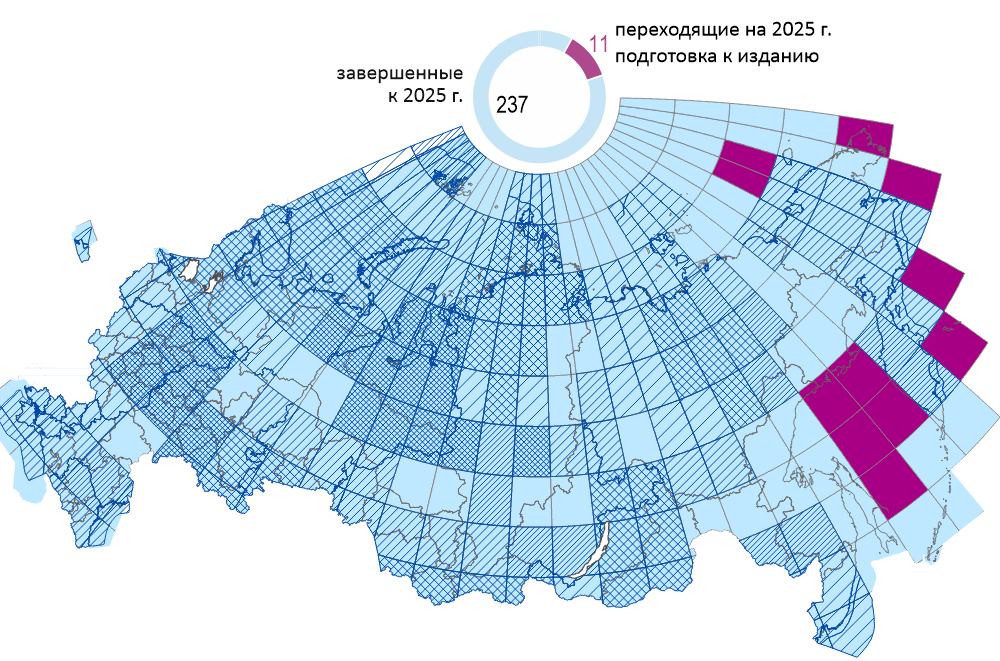 переходящие на 2025 г.
11
подготовка к изданию
завершенные
к 2025 г.
237